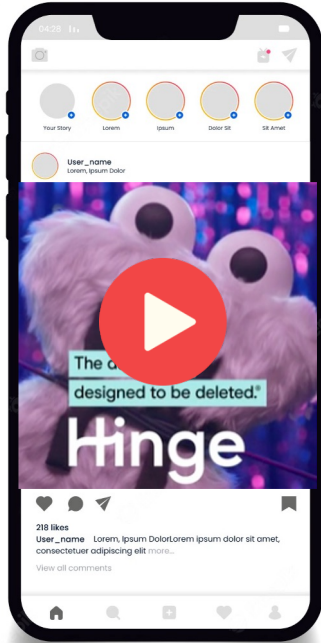 04:28
Your Story
Lorem
Ipsum
Dolor Sit
Sit Amet
User_name
Lorem, Ipsum Dolor
The d
designed to be deleted.®
Hinge
218 likes
User_name Lorem, Ipsum DolorLorem ipsum dolor sit amet,
consectetuer adipiscing elit more...
View all comments